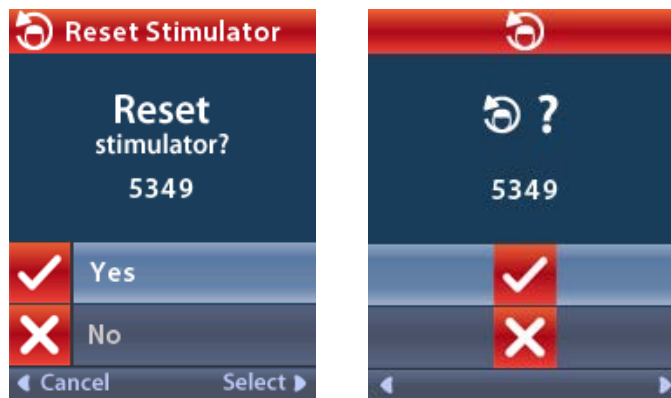 Reset Stimulator
Reset
stimulator?
5349
Yes
No
Cancel Select
?
5349